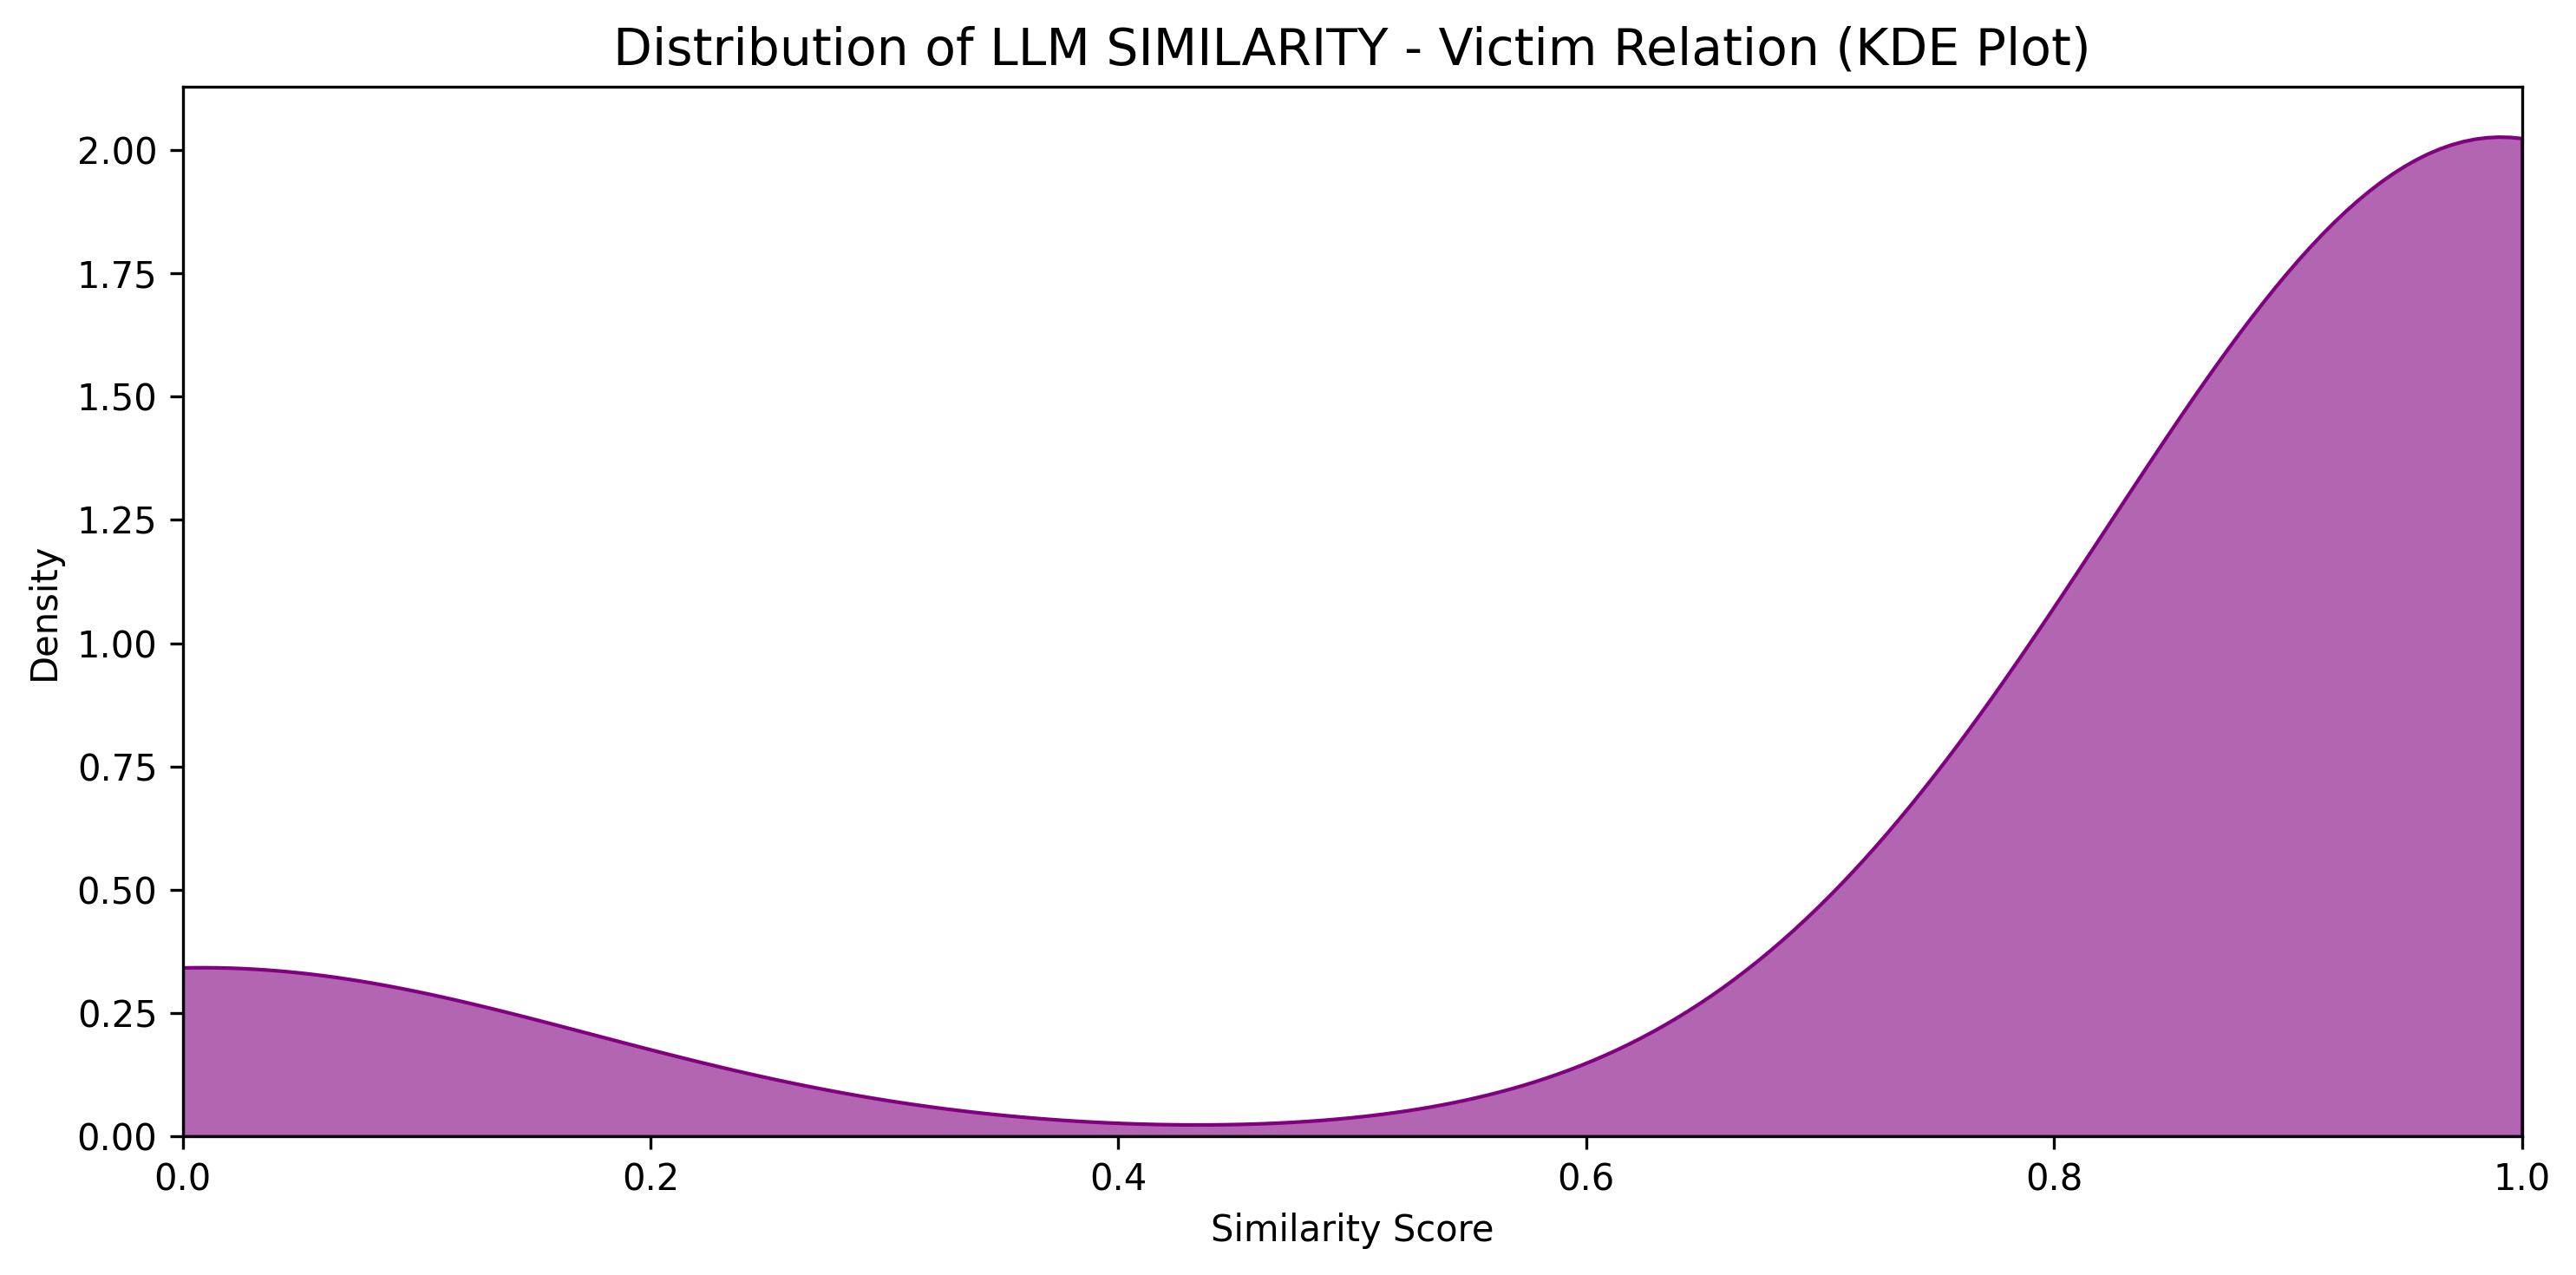 Distribution of LLM SIMILARITY - Victim Relation (KDE Plot)
2.00
1.75
1.50
1.25
1.00
0.75
0.50
0.25
0.00
Density
0.0 0.2 0.4 0.6 0.8 1.0
Similarity Score